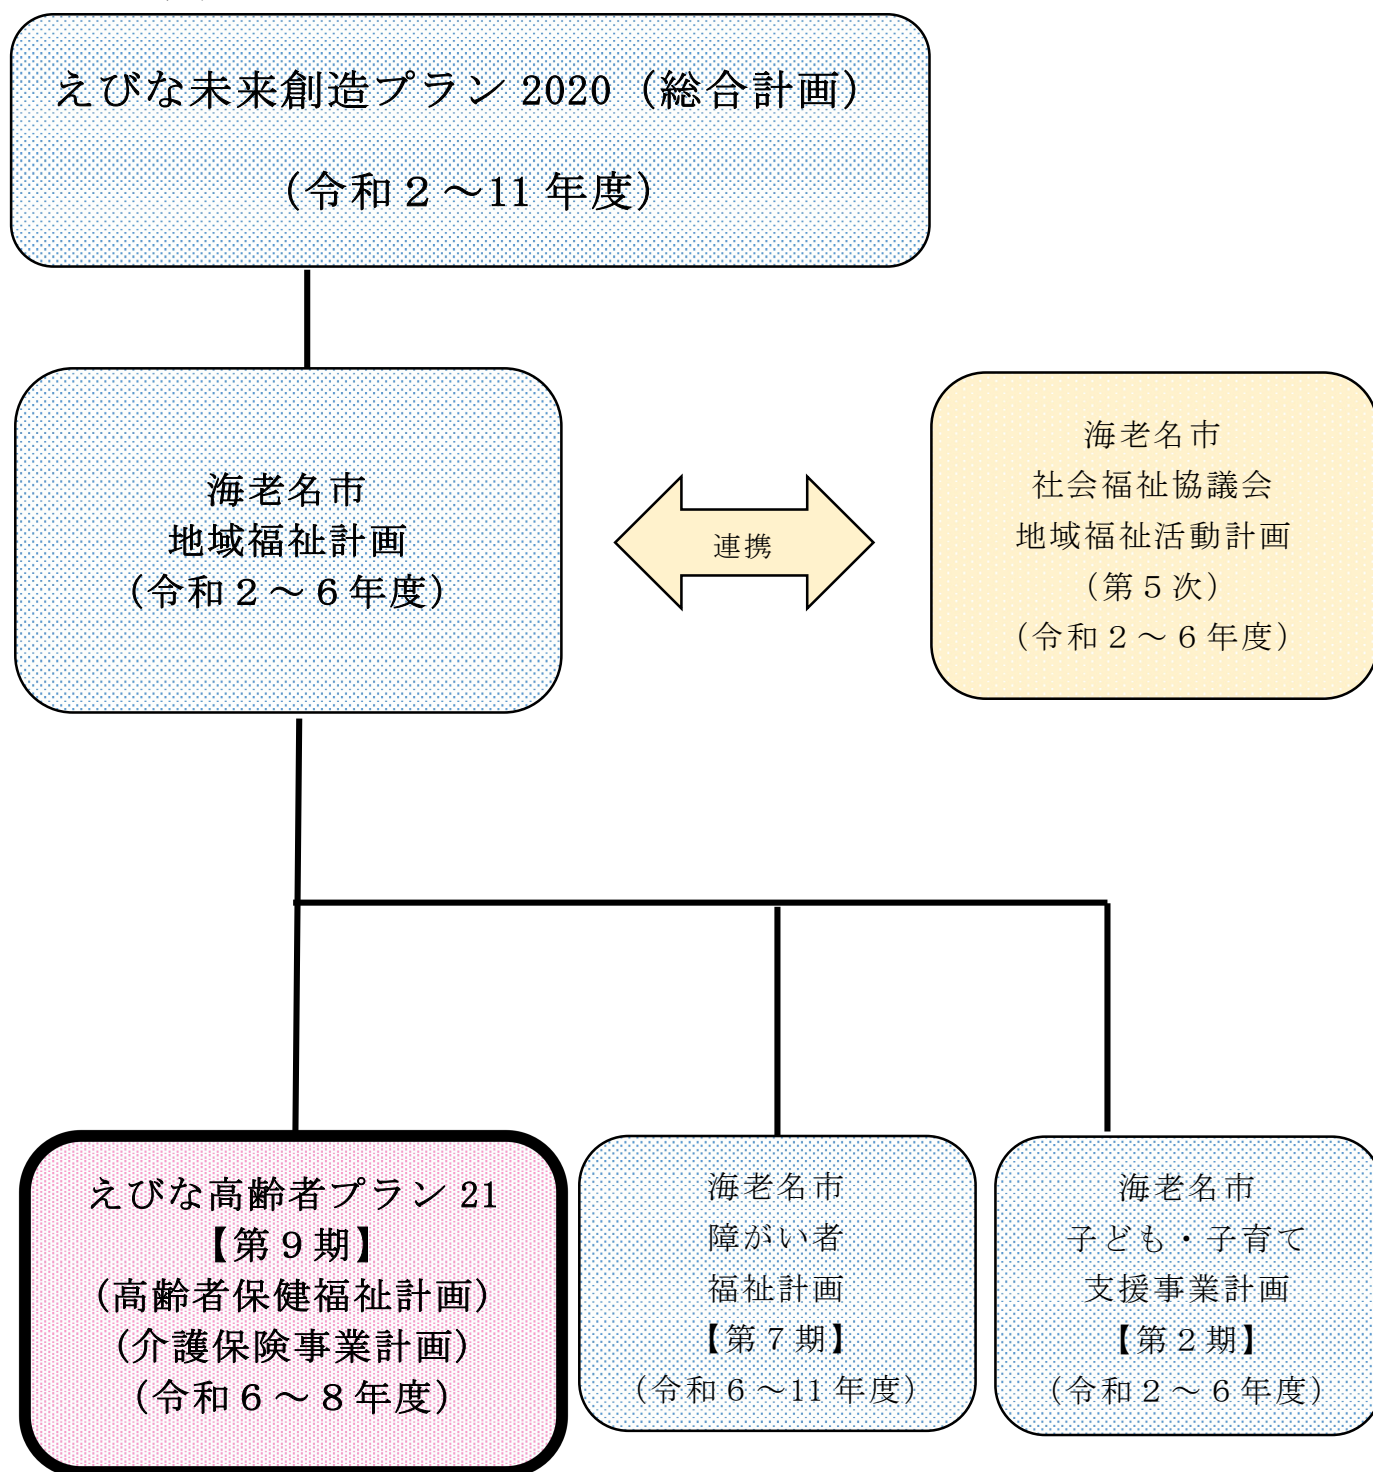 えびな未来創造プラン 2020（総合計画）
（令和２～11 年度）
海老名市
地域福祉計画
（令和２～６年度）
連携
海老名市
社会福祉協議会
地域福祉活動計画
（第５次）
（令和２～６年度）
えびな高齢者プラン 21
【第９期】
（高齢者保健福祉計画）
（介護保険事業計画）
（令和６～８年度）
海老名市
障がい者
福祉計画
【第７期】
（令和６～11 年度）
海老名市
子ども・子育て
支援事業計画
【第２期】
（令和２～６年度）